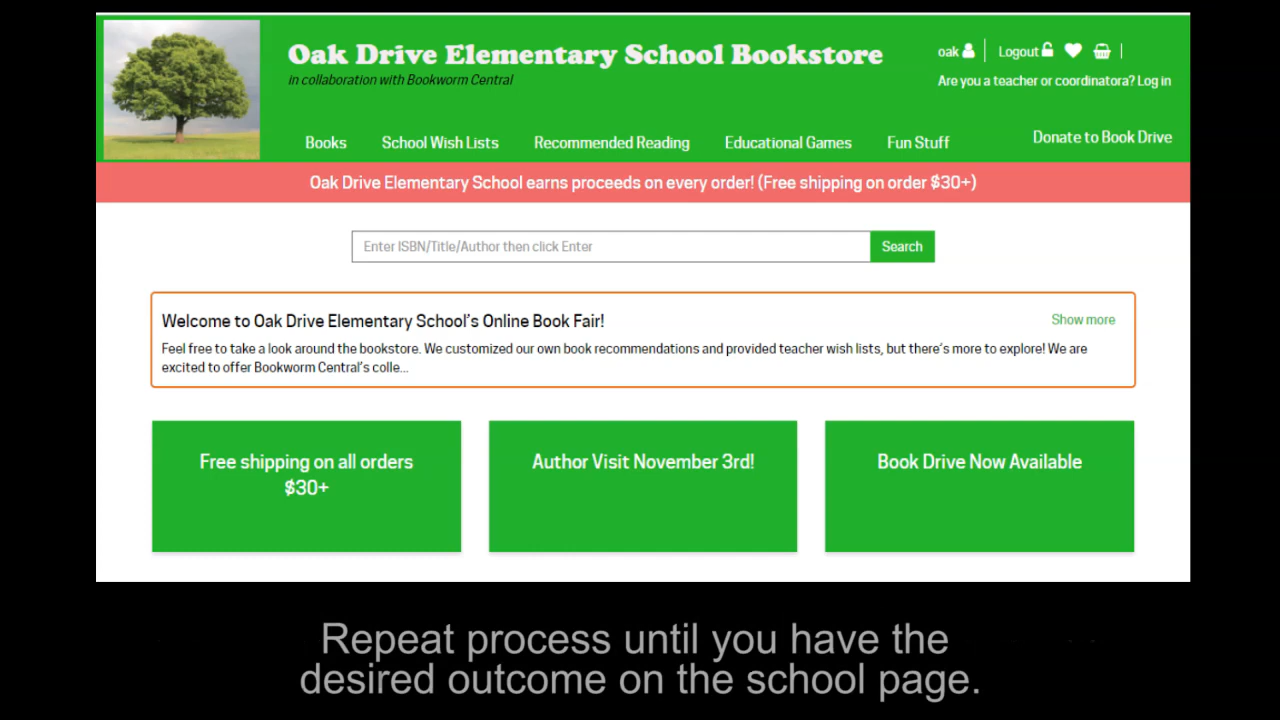 Oak Drive Elementary School Bookstore
in collaboration with Bookworm Central
oak Logout
Are you a teacher or coordinatora? Log in
Books School Wish Lists Recommended Reading Educational Games Fun Stuff Donate to Book Drive
Oak Drive Elementary School earns proceeds on every order! (Free shipping on order $30+)
Enter ISBN/Title/Author then click Enter Search
Welcome to Oak Drive Elementary School's Online Book Fair! Show more
Feel free to take a look around the bookstore. We customized our own book recommendations and provided teacher wish lists, but there's more to explore! We are
excited to offer Bookworm Central's colle...
Free shipping on all orders
$30+
Author Visit November 3rd!
Book Drive Now Available
Repeat process until you have the
desired outcome on the school page.